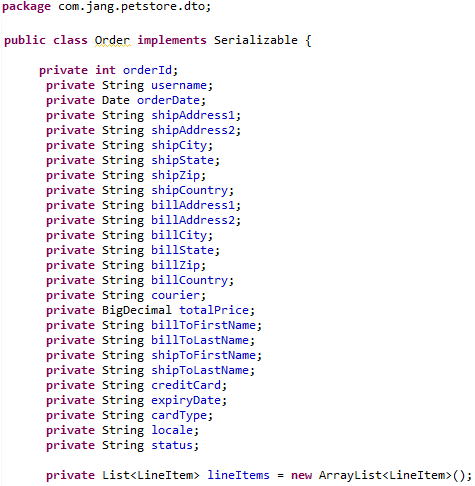 package com.jang.petstore.dto;
public class Order implements Serializable {
private int orderId;
private String username;
private Date orderDate;
private String shipAddress1;
private String shipAddress2;
private String shipCity;
private String shipState;
private String shipZip;
private String shipCountry;
private String billAddress1;
private String billAddress2;
private String billCity;
private String billState;
private String billZip;
private String billCountry;
private String courier;
private BigDecimal totalPrice;
private String billToFirstName;
private String billToLastName;
private String shipToFirstName;
private String shipToLastName;
private String creditCard;
private String expiryDate;
private String cardType;
private String locale;
private String status;
private List<LineItem> lineItems = new ArrayList<LineItem>();